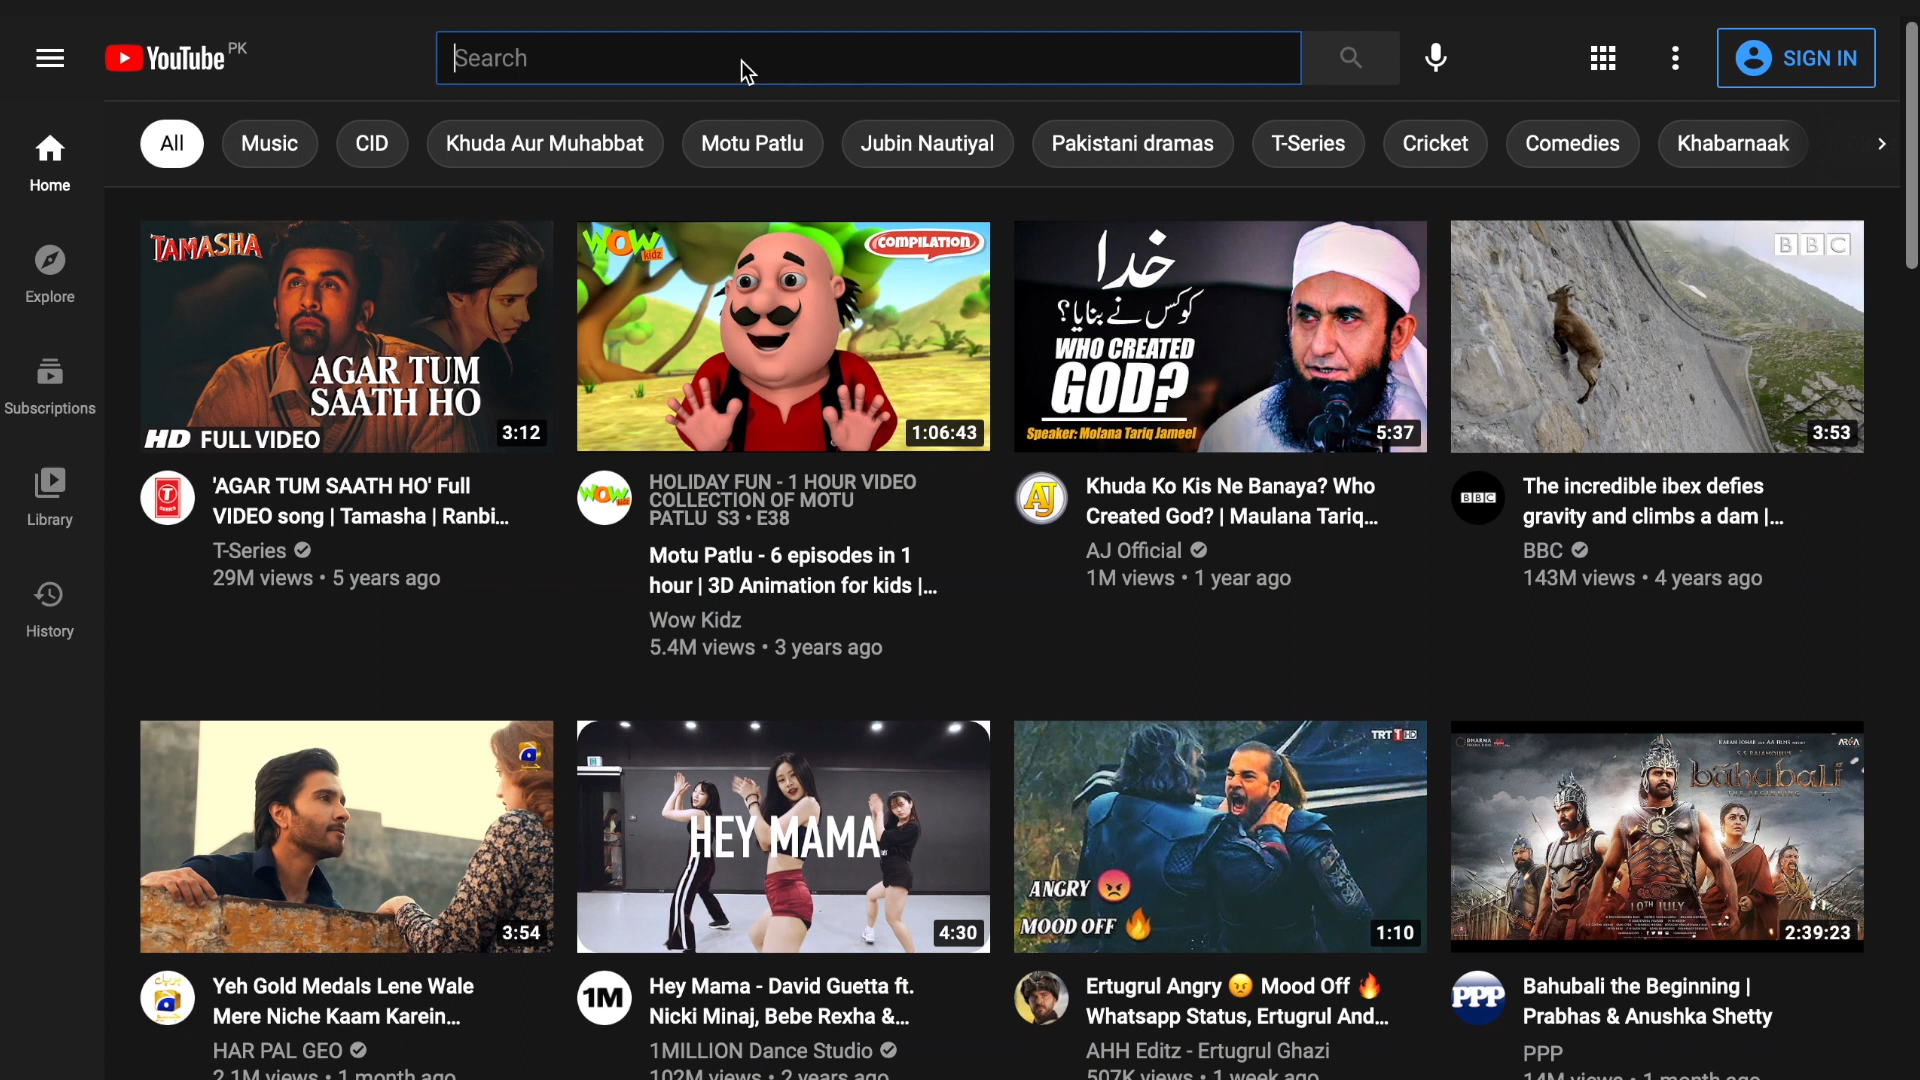 YouTube PK
Search
SIGN IN
All
Music
CID
Khuda Aur Muhabbat
Motu Patlu
Jubin Nautiyal
Pakistani dramas
T-Series
Cricket
Comedies
Khabarnaak
Home
Explore
Subscriptions
Library
History
TAMASHA
AGAR TUM
SAATH HO
HD FULL VIDEO
3:12
WOW
kidz
COMPILATION
1:06:43
خدا
کو کس نے بنایا؟
WHO CREATED
GOD?
Speaker: Molana Tariq Jameel
5:37
BBC
3:53
'AGAR TUM SAATH HO' Full
VIDEO song | Tamasha | Ranbi...
T-Series
29M views • 5 years ago
HOLIDAY FUN - 1 HOUR VIDEO
COLLECTION OF MOTU
PATLU S3 • E38
Motu Patlu - 6 episodes in 1
hour | 3D Animation for kids |...
Wow Kidz
5.4M views • 3 years ago
AJ
Khuda Ko Kis Ne Banaya? Who
Created God? | Maulana Tariq...
AJ Official
1M views • 1 year ago
BBC
The incredible ibex defies
gravity and climbs a dam |...
BBC
143M views • 4 years ago
3:54
HEY MAMA
4:30
TRT 1 HD
ANGRY 😡
MOOD OFF 🔥
1:10
bāhubali
THE BEGINNING
10TH JULY
2:39:23
Yeh Gold Medals Lene Wale
Mere Niche Kaam Karein...
HAR PAL GEO
2.1M views • 1 month ago
1M
Hey Mama - David Guetta ft.
Nicki Minaj, Bebe Rexha &...
1MILLION Dance Studio
102M views • 2 years ago
Ertugrul Angry 😡 Mood Off 🔥
Whatsapp Status, Ertugrul And...
AHH Editz - Ertugrul Ghazi
507K views • 1 week ago
PPP
Bahubali the Beginning |
Prabhas & Anushka Shetty
PPP
14M views • 1 month ago